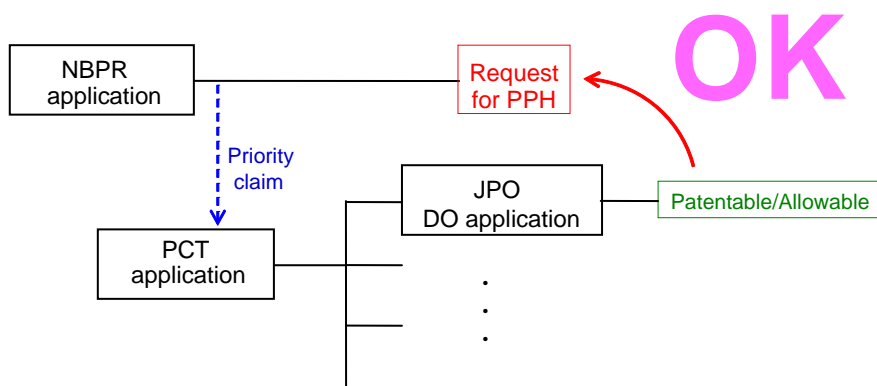 OK
NBPR
application
Request
for PPH
Priority
claim
JPO
DO application
Patentable/Allowable
PCT
application